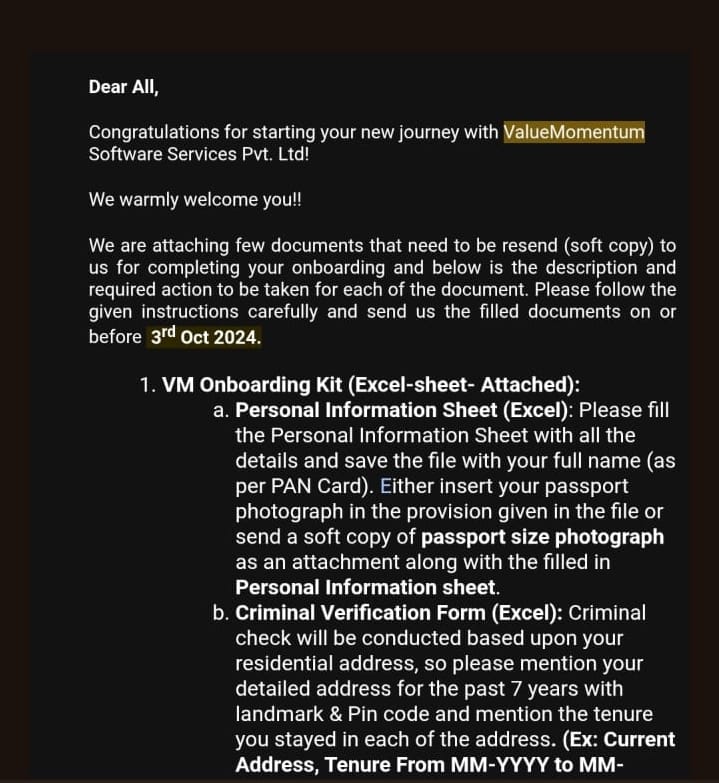 Dear All,
Congratulations for starting your new journey with ValueMomentum
Software Services Pvt. Ltd!
We warmly welcome you!!
We are attaching few documents that need to be resend (soft copy) to
us for completing your onboarding and below is the description and
required action to be taken for each of the document. Please follow the
given instructions carefully and send us the filled documents on or
before 3rd Oct 2024.
1. VM Onboarding Kit (Excel-sheet- Attached):
a. Personal Information Sheet (Excel): Please fill
the Personal Information Sheet with all the
details and save the file with your full name (as
per PAN Card). Either insert your passport
photograph in the provision given in the file or
send a soft copy of passport size photograph
as an attachment along with the filled in
Personal Information sheet.
b. Criminal Verification Form (Excel): Criminal
check will be conducted based upon your
residential address, so please mention your
detailed address for the past 7 years with
landmark & Pin code and mention the tenure
you stayed in each of the address. (Ex: Current
Address, Tenure From MM-YYYY to MM-